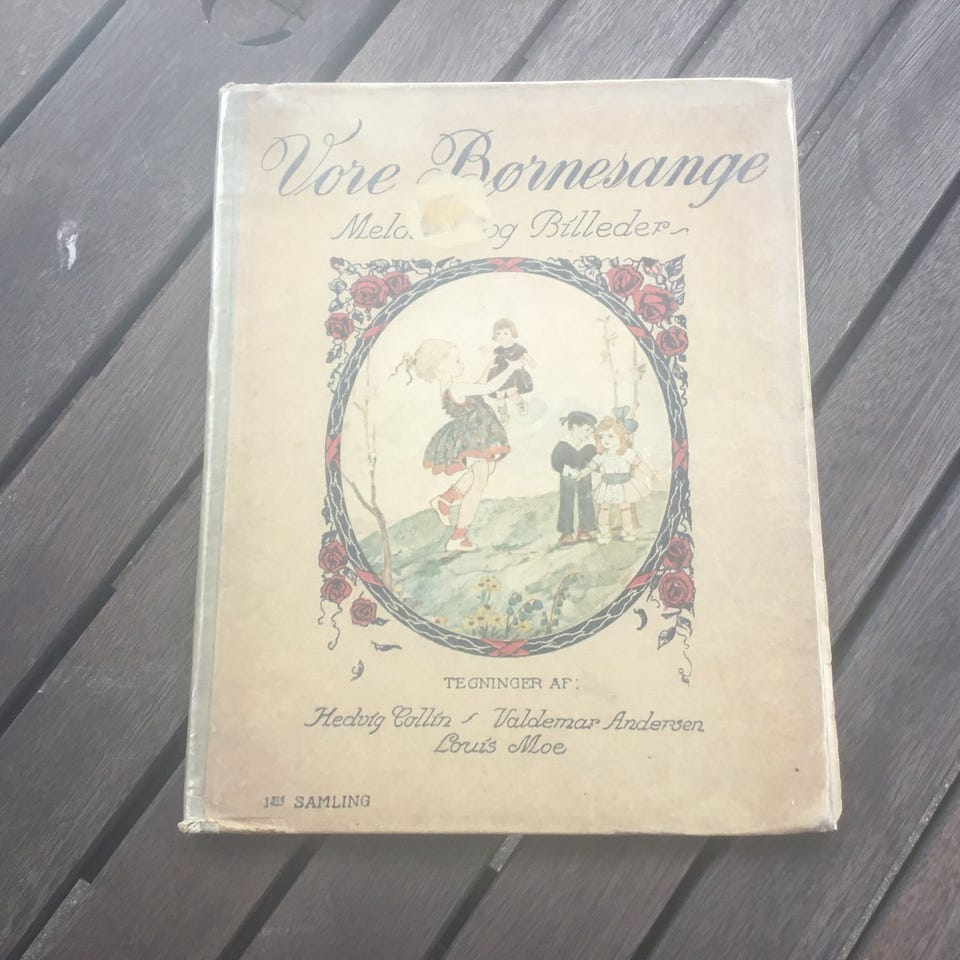 Vore Børnesange
og Billeder
TEGNINGER AF:
Hedvig Collin - Valdemar Andersen
Louis Moe
1ste SAMLING